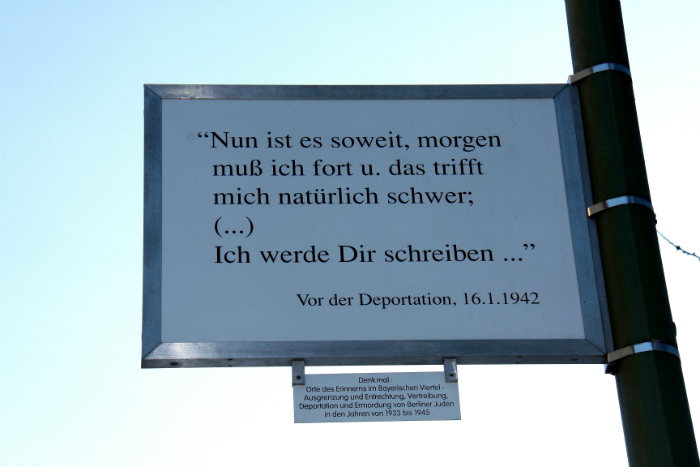 “Nun ist es soweit, morgen
muß ich fort u. das trifft
mich natürlich schwer;
(...)
Ich werde Dir schreiben ...”
Vor der Deportation, 16.1.1942
Denkmal
Orte des Erinnerns im Bayerischen Viertel -
Ausgrenzung und Entrechtung, Vertreibung,
Deportation und Ermordung von Berliner Juden
in den Jahren von 1933 bis 1945